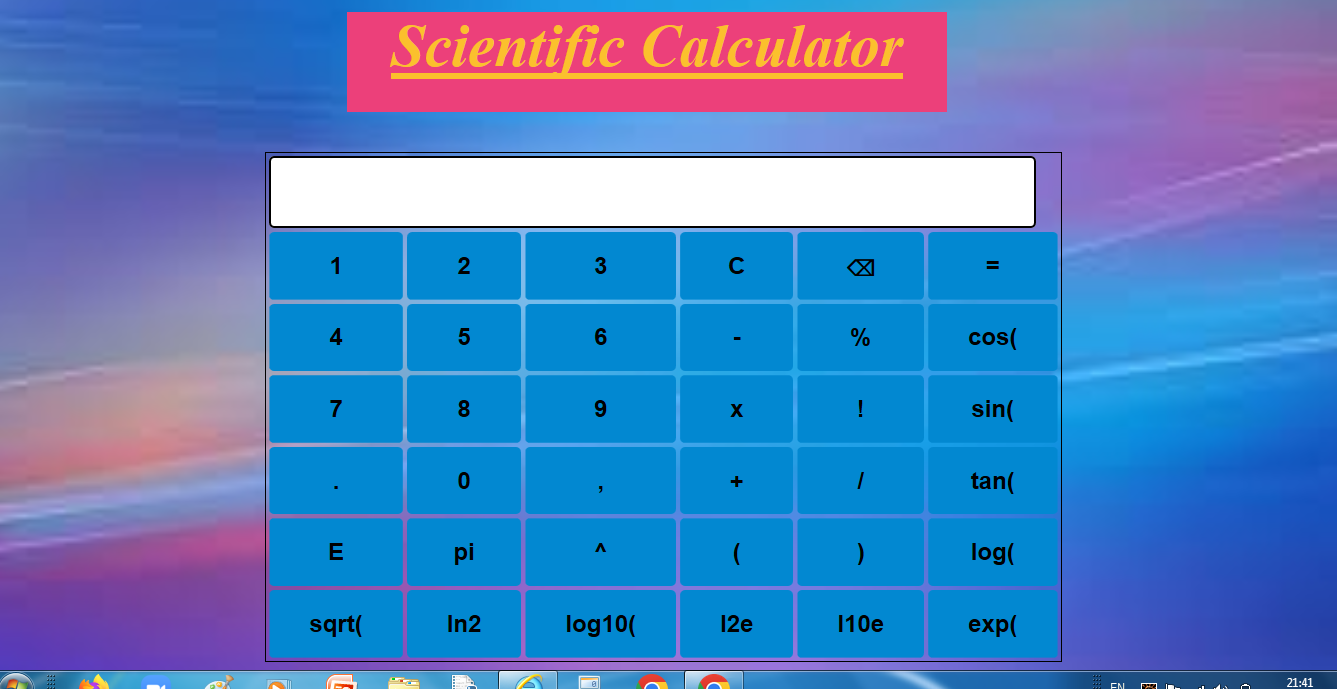 Scientific Calculator
1 2 3 C ⌫ =
4 5 6 - % cos(
7 8 9 x ! sin(
. 0 , + / tan(
E pi ^ ( ) log(
sqrt( ln2 log10( l2e l10e exp(
EN 21:41